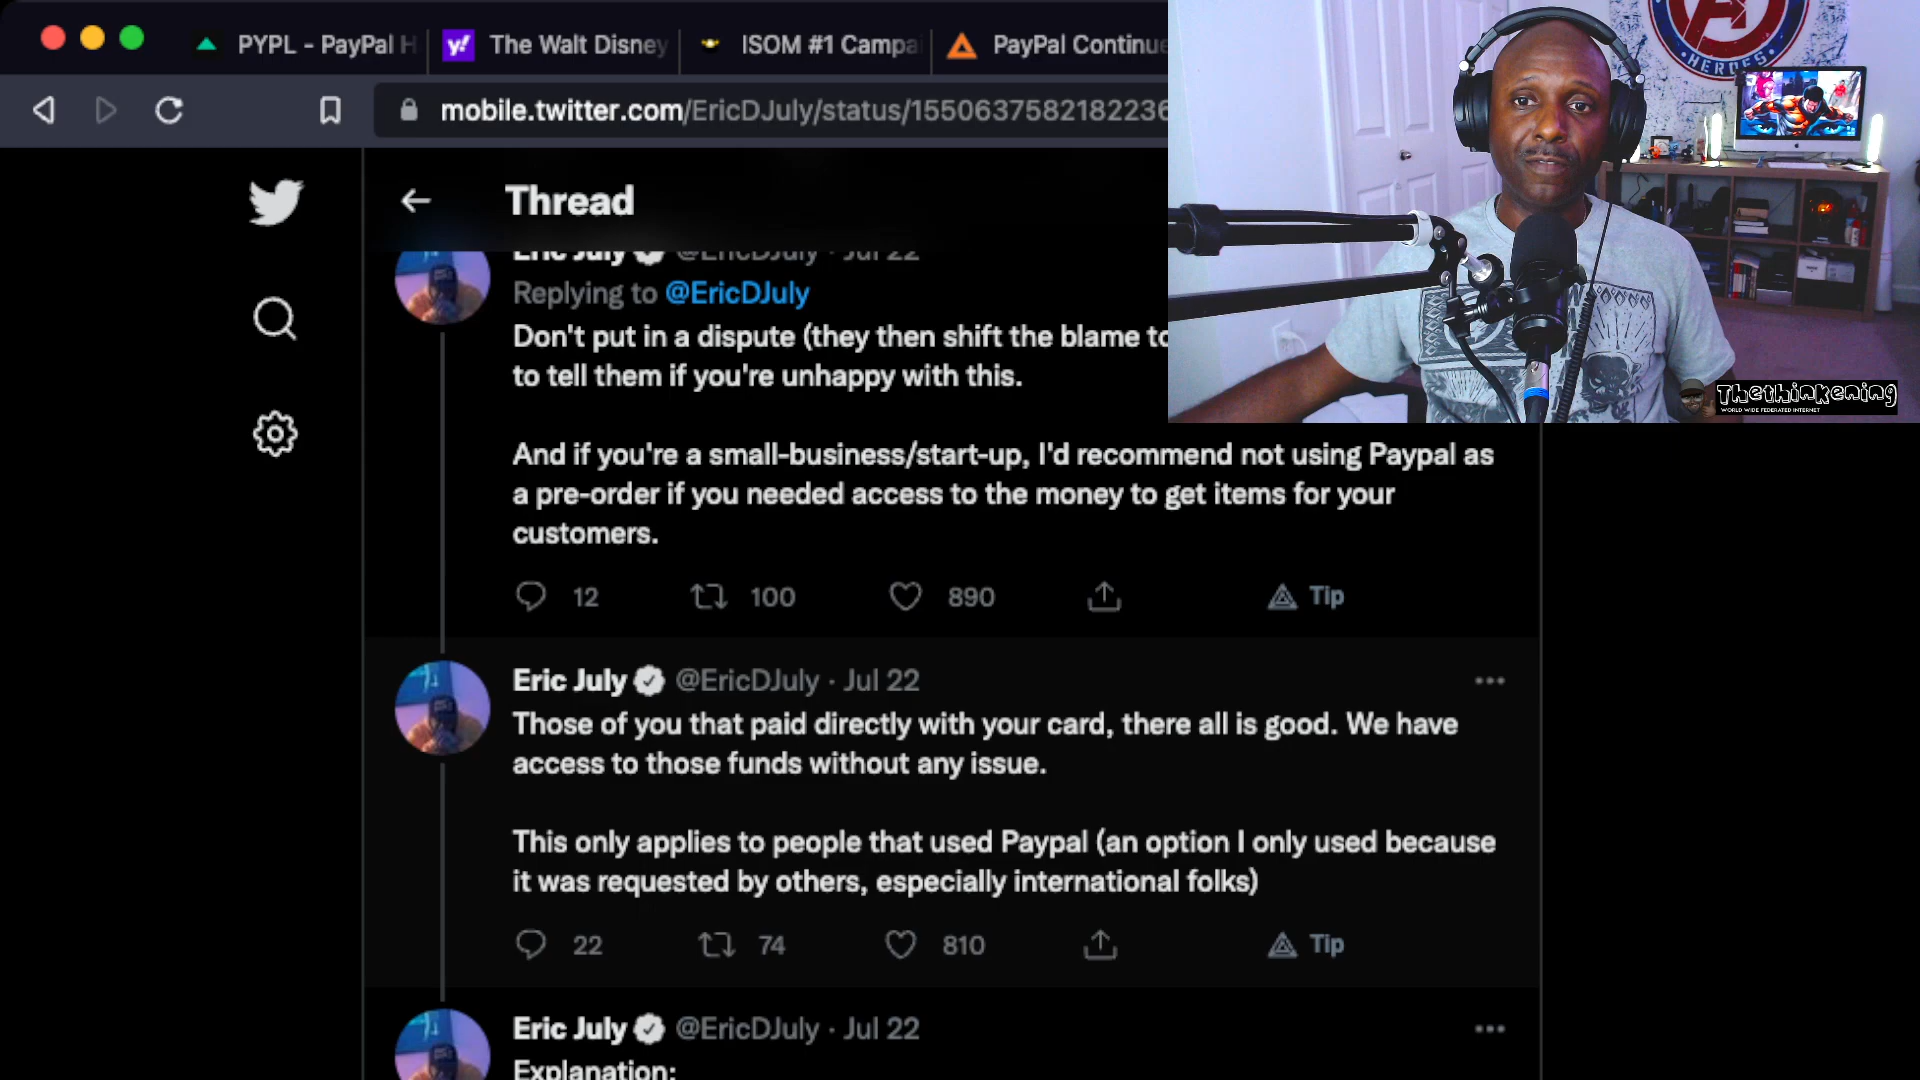 PYPL - PayPal H
The Walt Disney
ISOM #1 Campa
PayPal Continue
mobile.twitter.com/EricDJuly/status/155063758218223
HEROES
Thread
Eric July @EricDJuly · Jul 22
Replying to @EricDJuly
Don't put in a dispute (they then shift the blame to
to tell them if you're unhappy with this.
And if you're a small-business/start-up, I'd recommend not using Paypal as
a pre-order if you needed access to the money to get items for your
customers.
12 100 890 Tip
Eric July @EricDJuly · Jul 22
Those of you that paid directly with your card, there all is good. We have
access to those funds without any issue.
This only applies to people that used Paypal (an option I only used because
it was requested by others, especially international folks)
22 74 810 Tip
Eric July @EricDJuly · Jul 22
Explanation:
Thethinkening
WORLD WIDE FEDERATED INTERNET